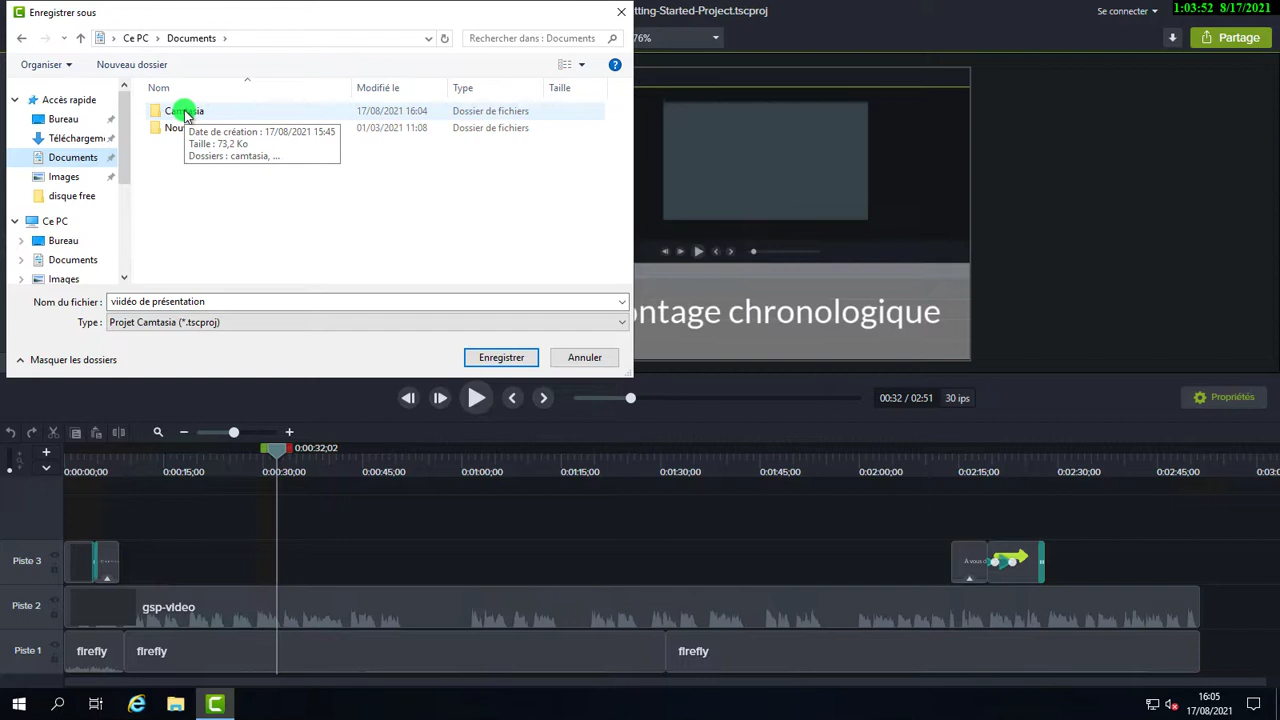 Enregistrer sous
etting-Started-Project.tscproj
Se connecter
1:03:52 8/17/2021
Ce PC
Documents
Rechercher dans : Documents
76%
Partage
Organiser
Nouveau dossier
Nom
Modifié le
Type
Taille
Accès rapide
Bureau
Téléchargem
Documents
Images
disque free
Ce PC
Bureau
Documents
Images
Camtasia
17/08/2021 16:04
Dossier de fichiers
Nou
01/03/2021 11:08
Dossier de fichiers
Date de création : 17/08/2021 15:45
Taille : 73,2 Ko
Dossiers : camtasia, ...
Nom du fichier :
viidéo de présentation
Type :
Projet Camtasia (*.tscproj)
Masquer les dossiers
Enregistrer
Annuler
ontage chronologique
00:32 / 02:51
30 ips
Propriétés
0:00:32;02
0:00:00;00
0:00:15;00
0:00:30;00
0:00:45;00
0:01:00;00
0:01:15;00
0:01:30;00
0:01:45;00
0:02:00;00
0:02:15;00
0:02:30;00
0:02:45;00
0:03:0
Piste 3
À vous d
Piste 2
gsp-video
Piste 1
firefly
firefly
firefly
16:05
17/08/2021